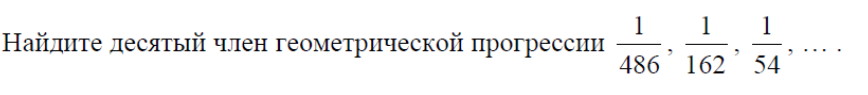 Найдите десятый член геометрической прогрессии 1/486, 1/162, 1/54, … .